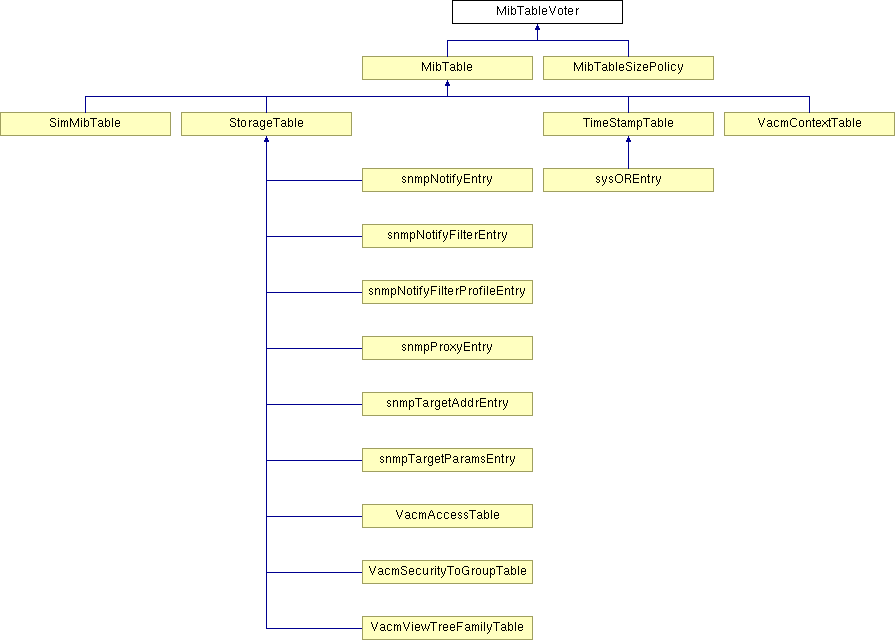 MibTableVoter
MibTable
MibTableSizePolicy
SimMibTable
StorageTable
TimeStampTable
VacmContextTable
snmpNotifyEntry
sysOREntry
snmpNotifyFilterEntry
snmpNotifyFilterProfileEntry
snmpProxyEntry
snmpTargetAddrEntry
snmpTargetParamsEntry
VacmAccessTable
VacmSecurityToGroupTable
VacmViewTreeFamilyTable